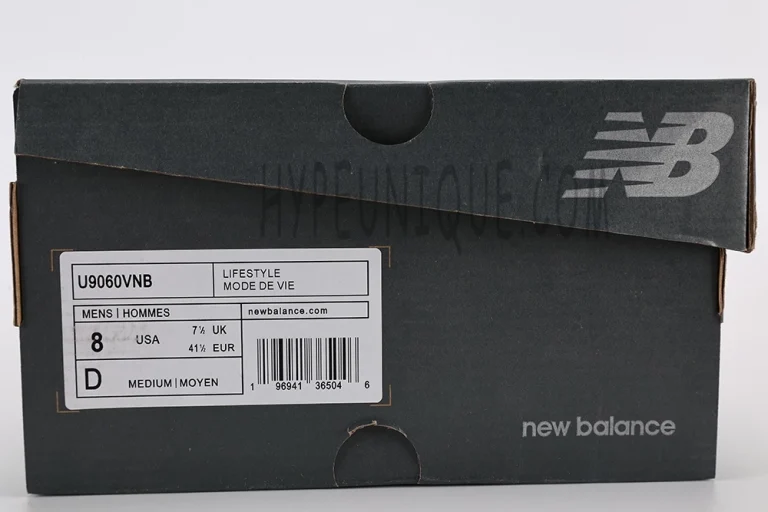 NB
HYPEUNIQUE.COM
U9060VNB
LIFESTYLE
MODE DE VIE
MENS | HOMMES
newbalance.com
8 USA 7½ UK
41½ EUR
D MEDIUM | MOYEN
1 96941 36504 6
new balance